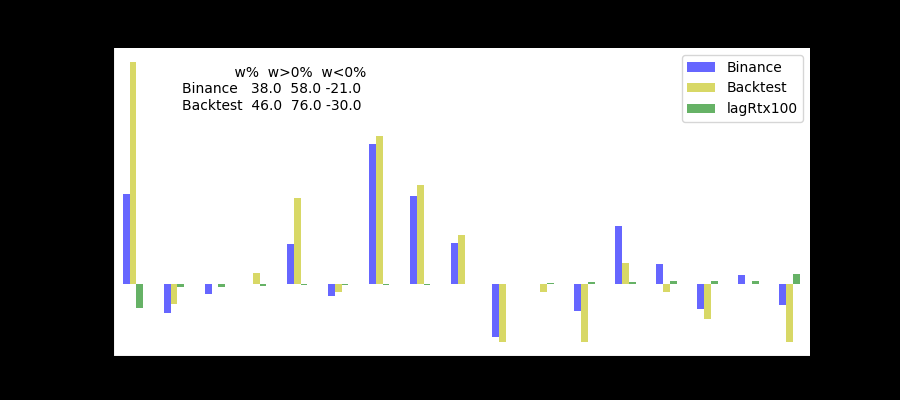 w% w>0% w<0%
Binance 38.0 58.0 -21.0
Backtest 46.0 76.0 -30.0
Binance
Backtest
lagRtx100